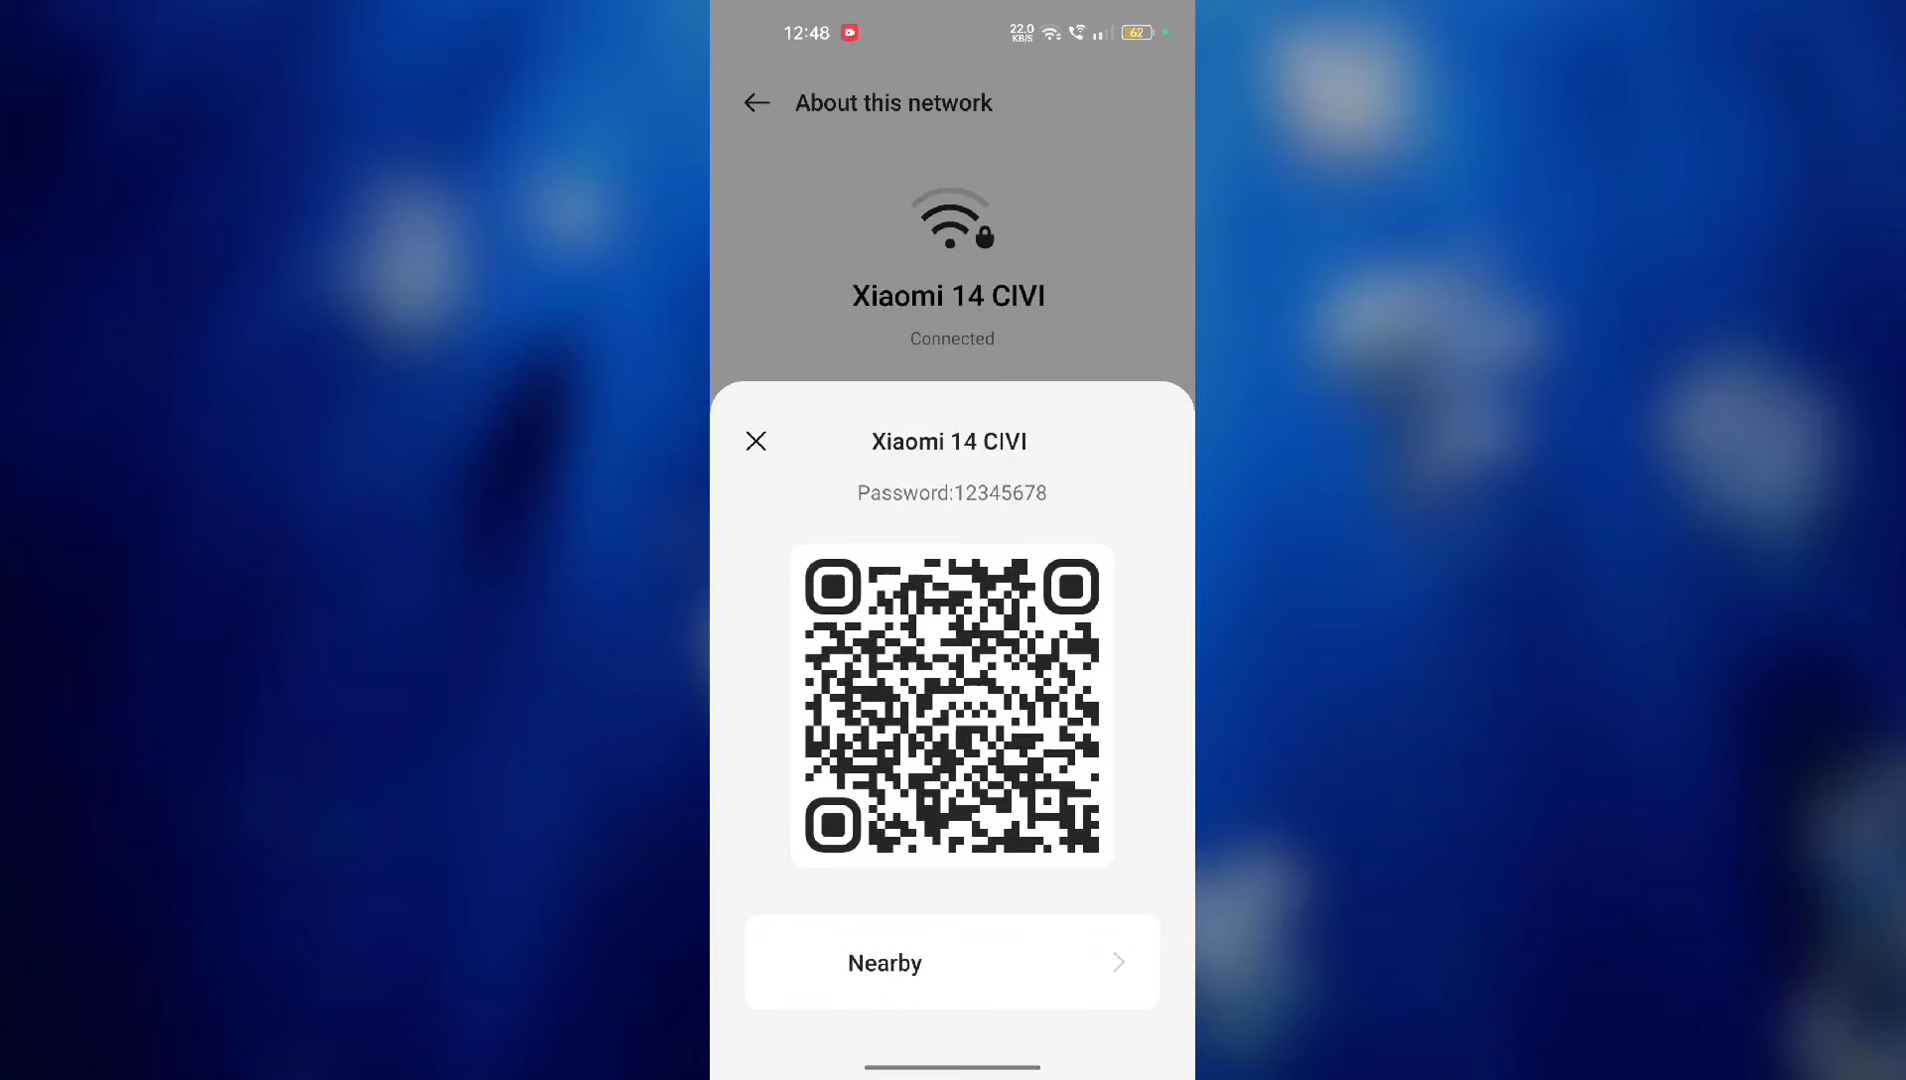 12:48 22.0 KB/S 62
About this network
Xiaomi 14 CIVI
Connected
Xiaomi 14 CIVI
Password:12345678
Nearby